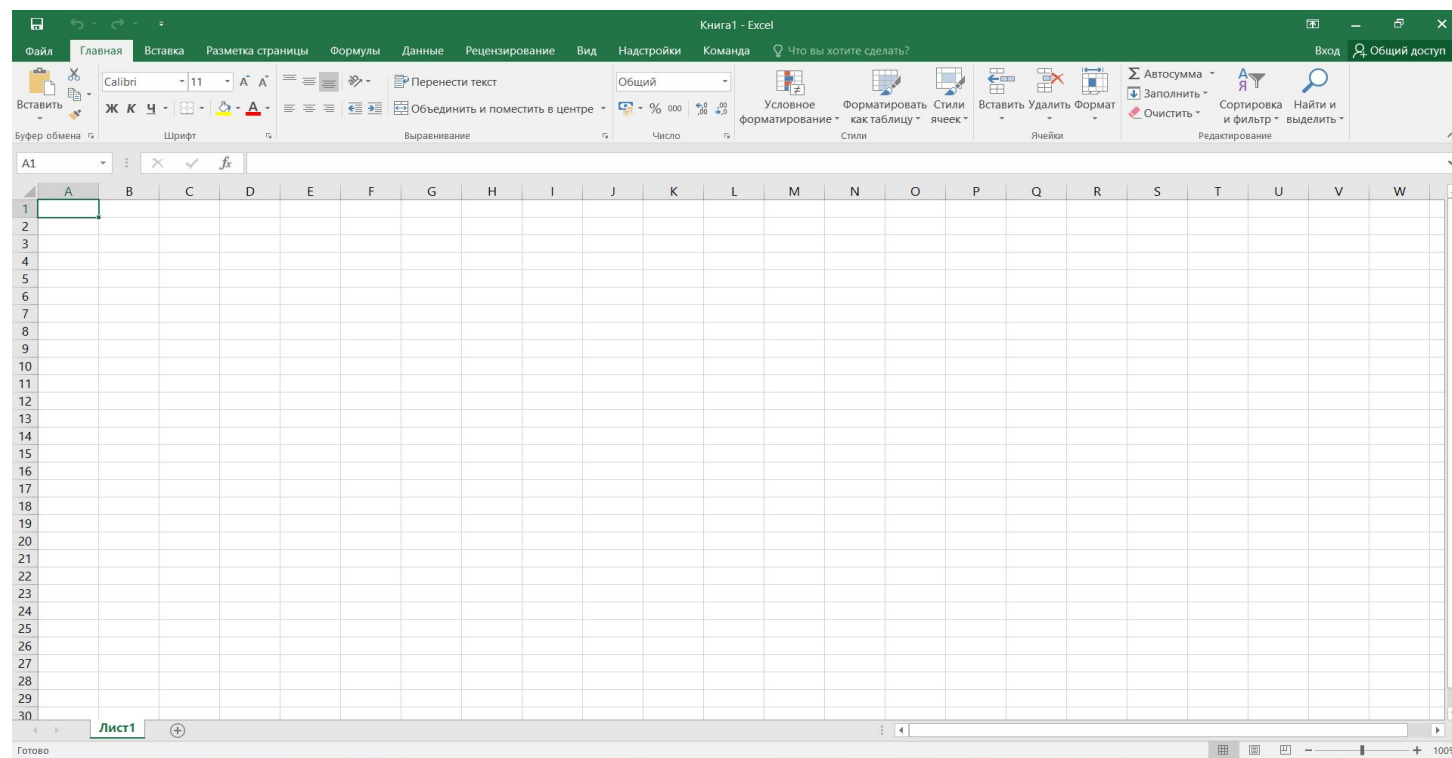 Книга1 - Excel
Файл Главная Вставка Разметка страницы Формулы Данные Рецензирование Вид Надстройки Команда Что вы хотите сделать? Вход Общий доступ
Вставить
Буфер обмена
Calibri 11
Ж К Ч А
Шрифт
Перенести текст
Объединить и поместить в центре
Выравнивание
Общий
% 000
Число
Условное форматирование
Форматировать как таблицу
Стили ячеек
Стили
Вставить Удалить Формат
Ячейки
Автосумма
Заполнить
Очистить
Сортировка и фильтр
Найти и выделить
Редактирование
A1 fx
A B C D E F G H I J K L M N O P Q R S T U V W
1
2
3
4
5
6
7
8
9
10
11
12
13
14
15
16
17
18
19
20
21
22
23
24
25
26
27
28
29
30
Лист1
Готово 100%